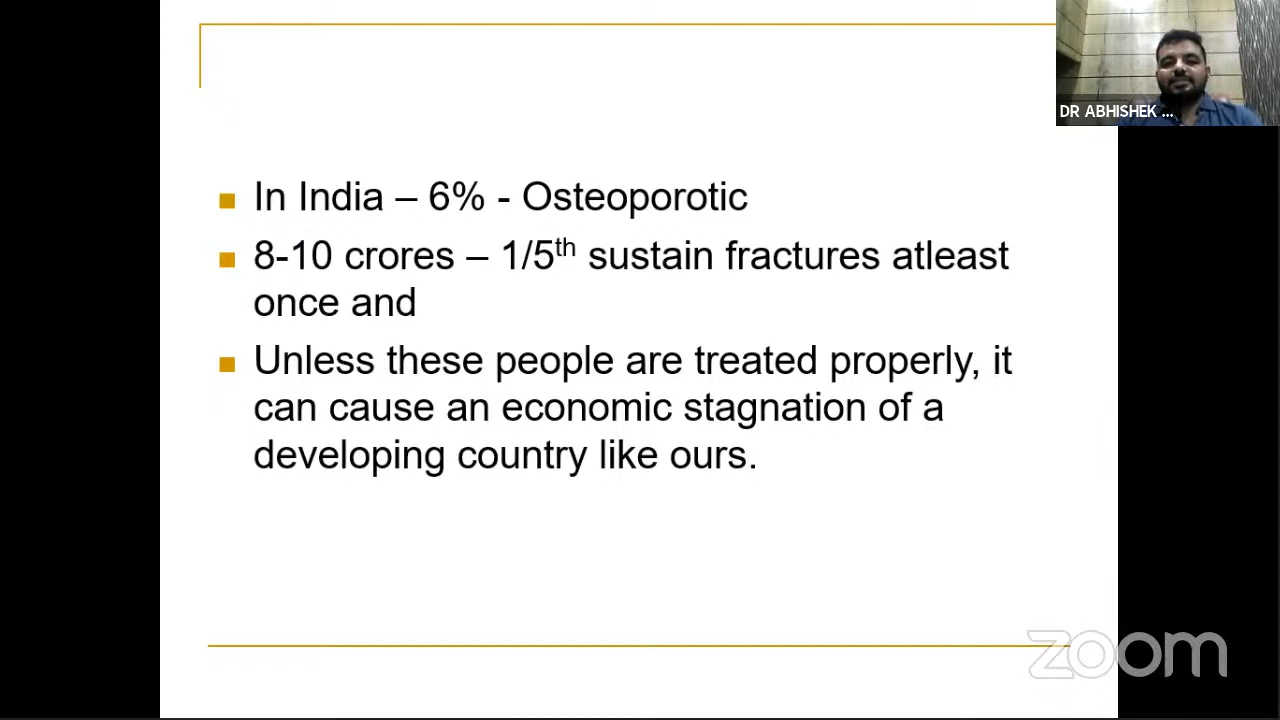 DR ABHISHEK ...
In India – 6% - Osteoporotic
8-10 crores – 1/5th sustain fractures atleast
once and
Unless these people are treated properly, it
can cause an economic stagnation of a
developing country like ours.
zoom